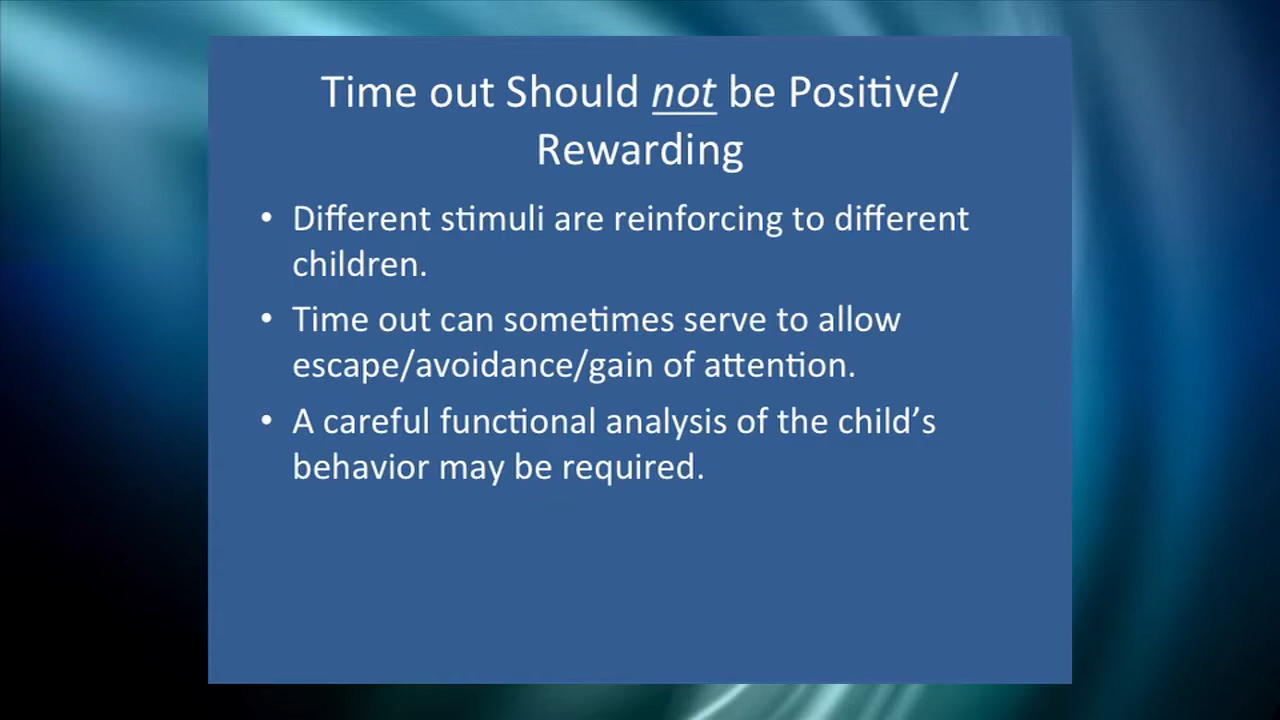 Time out Should not be Positive/
Rewarding
• Different stimuli are reinforcing to different
children.
• Time out can sometimes serve to allow
escape/avoidance/gain of attention.
• A careful functional analysis of the child’s
behavior may be required.